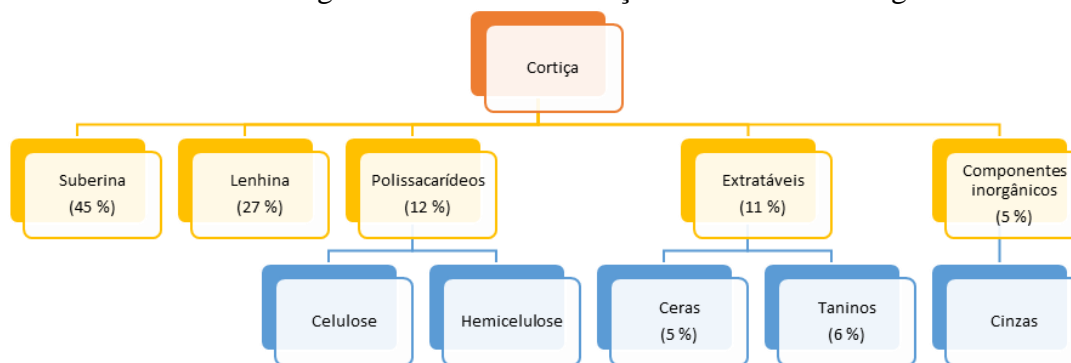 Cortiça
Suberina
(45 %)
Lenhina
(27 %)
Polissacarídeos
(12 %)
Extratáveis
(11 %)
Componentes
inorgânicos
(5 %)
Celulose
Hemicelulose
Ceras
(5 %)
Taninos
(6 %)
Cinzas